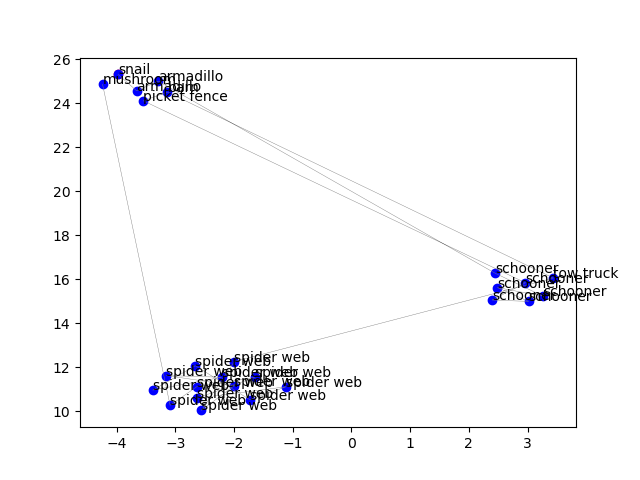 26
24
22
20
18
16
14
12
10
−4
−3
−2
−1
0
1
2
3
snail
armadillo
mushroom
armadillo
picket fence
schooner
tow truck
schooner
schooner
schooner
schooner
schooner
spider web
spider web
spider web
spider web
spider web
spider web
spider web
spider web
spider web
spider web
spider web
spider web
spider web